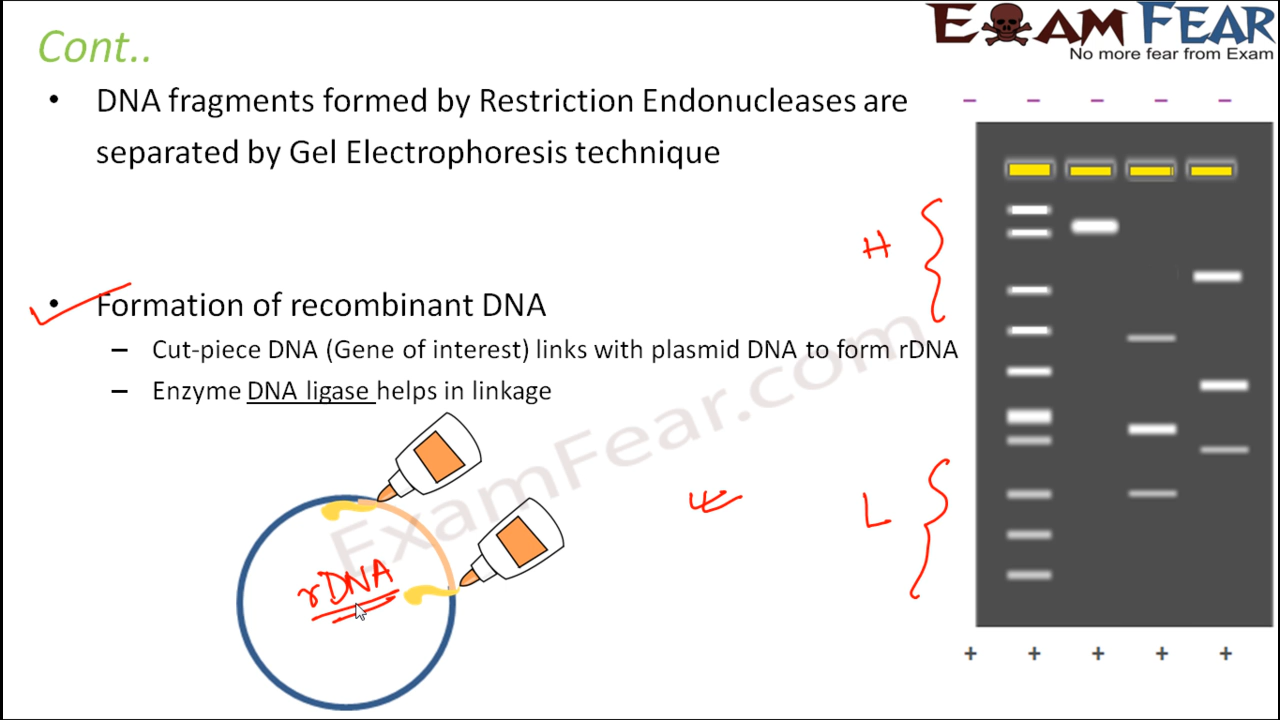 Cont..
EXAM FEAR
No more fear from Exam
• DNA fragments formed by Restriction Endonucleases are
separated by Gel Electrophoresis technique
– – – – –
H
• Formation of recombinant DNA
– Cut-piece DNA (Gene of interest) links with plasmid DNA to form rDNA
– Enzyme DNA ligase helps in linkage
ExamFear.com
L
rDNA
+ + + + +